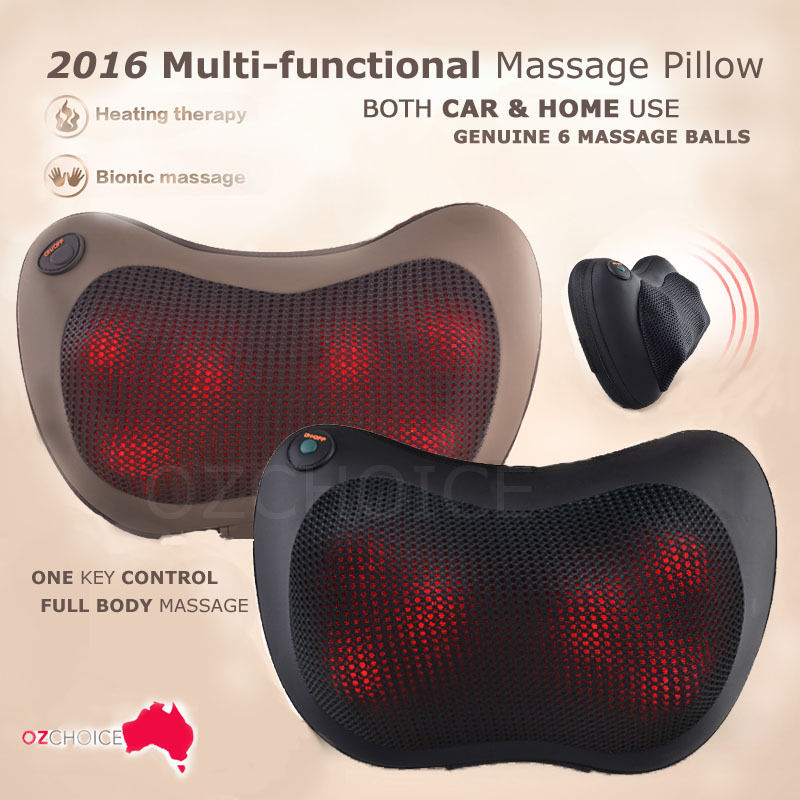 2016 Multi-functional Massage Pillow
Heating therapy
BOTH CAR & HOME USE
GENUINE 6 MASSAGE BALLS
Bionic massage
ON/OFF
ON/OFF
OZCHOICE
ONE KEY CONTROL
FULL BODY MASSAGE
OZCHOICE